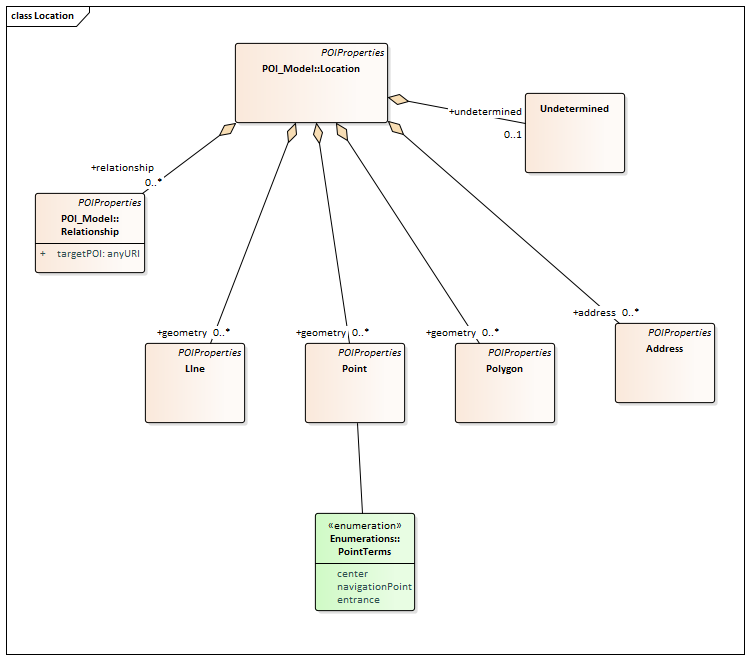 class Location
POIProperties
POI_Model::Location
+undetermined
0..1
Undetermined
+relationship
0..*
POIProperties
POI_Model::
Relationship
+ targetPOI: anyURI
+geometry 0..*
+geometry 0..*
+geometry 0..*
+address 0..*
POIProperties
LIne
POIProperties
Point
POIProperties
Polygon
POIProperties
Address
«enumeration»
Enumerations::
PointTerms
center
navigationPoint
entrance